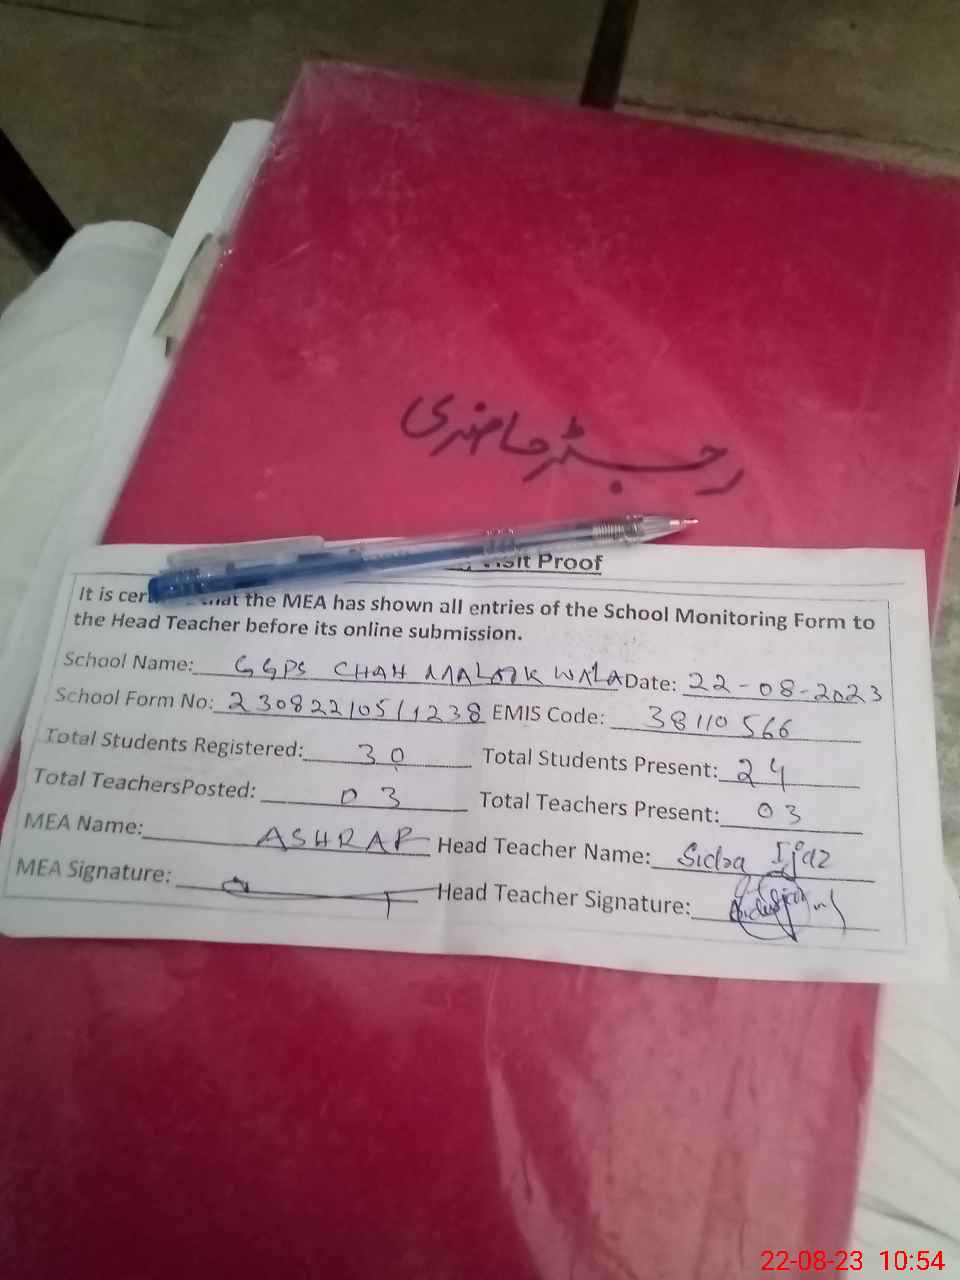 رجسٹر حاضری
Visit Proof
It is cer that the MEA has shown all entries of the School Monitoring Form to
the Head Teacher before its online submission.
School Name: GGPS CHAH MALOOK WALA Date: 22-08-2023
School Form No: 23082210511238 EMIS Code: 38110566
Total Students Registered: 30 Total Students Present: 24
Total TeachersPosted: 03 Total Teachers Present: 03
MEA Name: ASHRAF Head Teacher Name: Sidra Ijaz
MEA Signature: Head Teacher Signature:
22-08-23 10:54